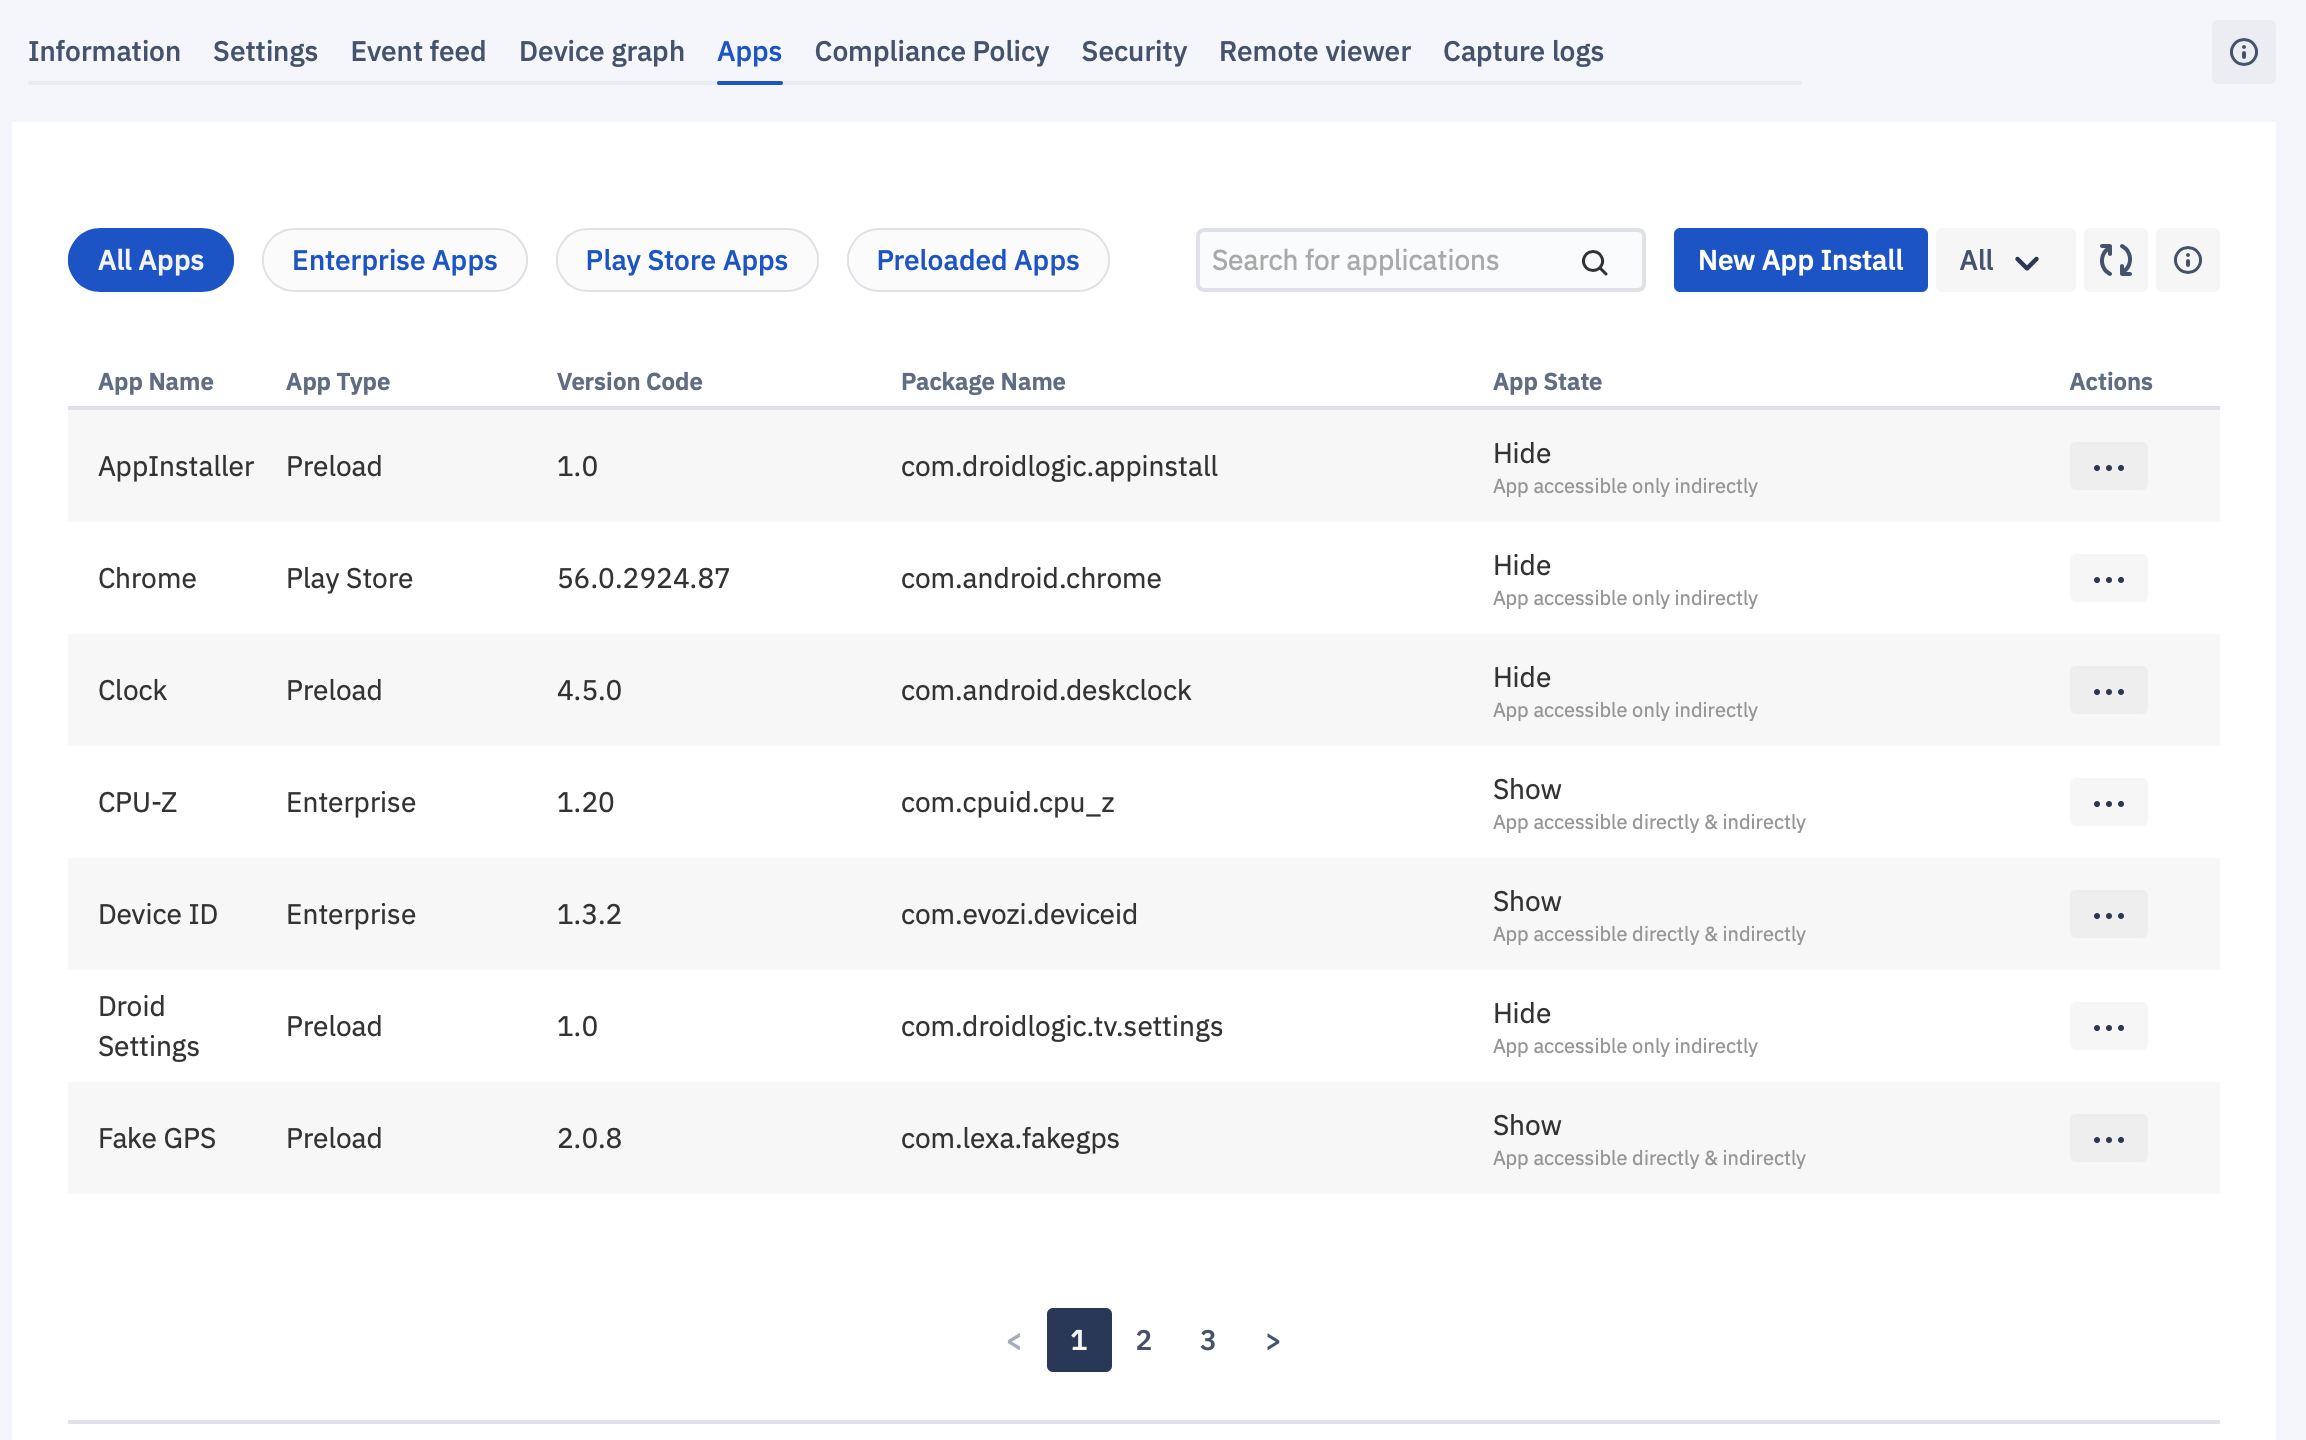 Information Settings Event feed Device graph Apps Compliance Policy Security Remote viewer Capture logs
All Apps Enterprise Apps Play Store Apps Preloaded Apps Search for applications New App Install All
App Name App Type Version Code Package Name App State Actions
AppInstaller Preload 1.0 com.droidlogic.appinstall Hide
App accessible only indirectly
Chrome Play Store 56.0.2924.87 com.android.chrome Hide
App accessible only indirectly
Clock Preload 4.5.0 com.android.deskclock Hide
App accessible only indirectly
CPU-Z Enterprise 1.20 com.cpuid.cpu_z Show
App accessible directly & indirectly
Device ID Enterprise 1.3.2 com.evozi.deviceid Show
App accessible directly & indirectly
Droid
Settings Preload 1.0 com.droidlogic.tv.settings Hide
App accessible only indirectly
Fake GPS Preload 2.0.8 com.lexa.fakegps Show
App accessible directly & indirectly
< 1 2 3 >